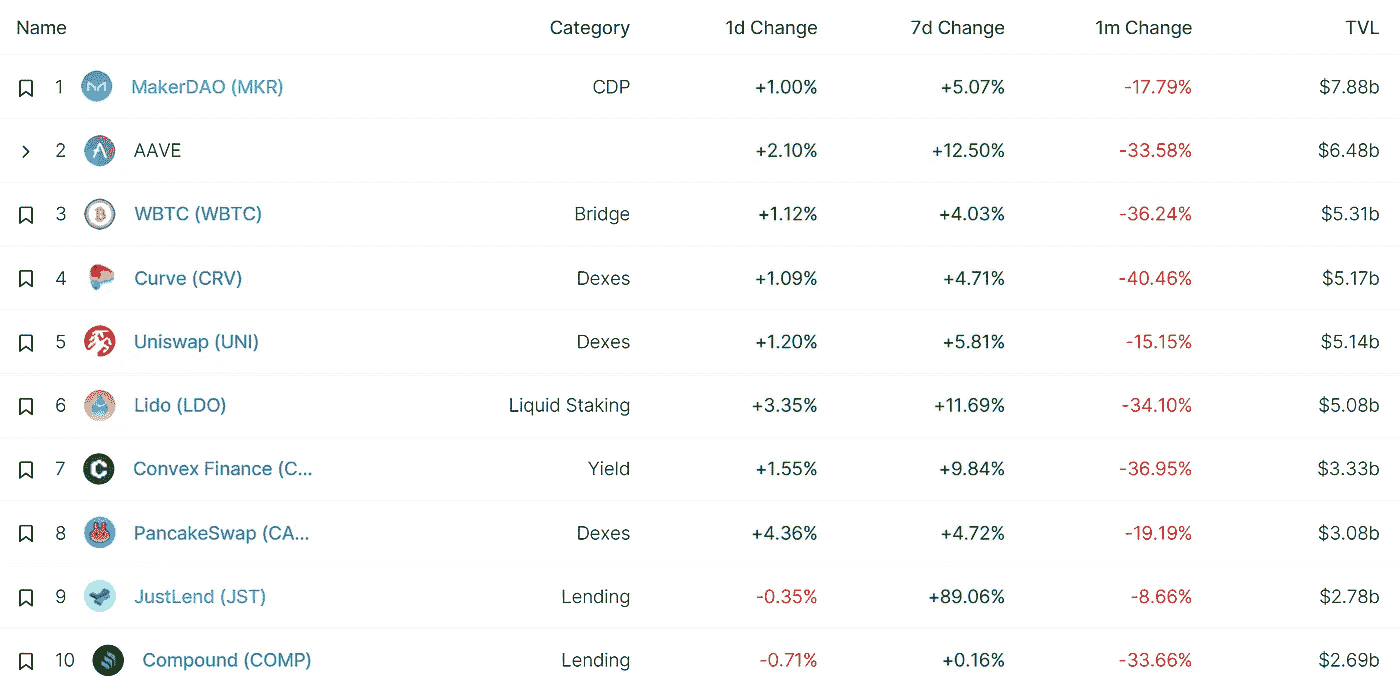 Name Category 1d Change 7d Change 1m Change TVL
1 MakerDAO (MKR) CDP +1.00% +5.07% -17.79% $7.88b
2 AAVE +2.10% +12.50% -33.58% $6.48b
3 WBTC (WBTC) Bridge +1.12% +4.03% -36.24% $5.31b
4 Curve (CRV) Dexes +1.09% +4.71% -40.46% $5.17b
5 Uniswap (UNI) Dexes +1.20% +5.81% -15.15% $5.14b
6 Lido (LDO) Liquid Staking +3.35% +11.69% -34.10% $5.08b
7 Convex Finance (C... Yield +1.55% +9.84% -36.95% $3.33b
8 PancakeSwap (CA... Dexes +4.36% +4.72% -19.19% $3.08b
9 JustLend (JST) Lending -0.35% +89.06% -8.66% $2.78b
10 Compound (COMP) Lending -0.71% +0.16% -33.66% $2.69b